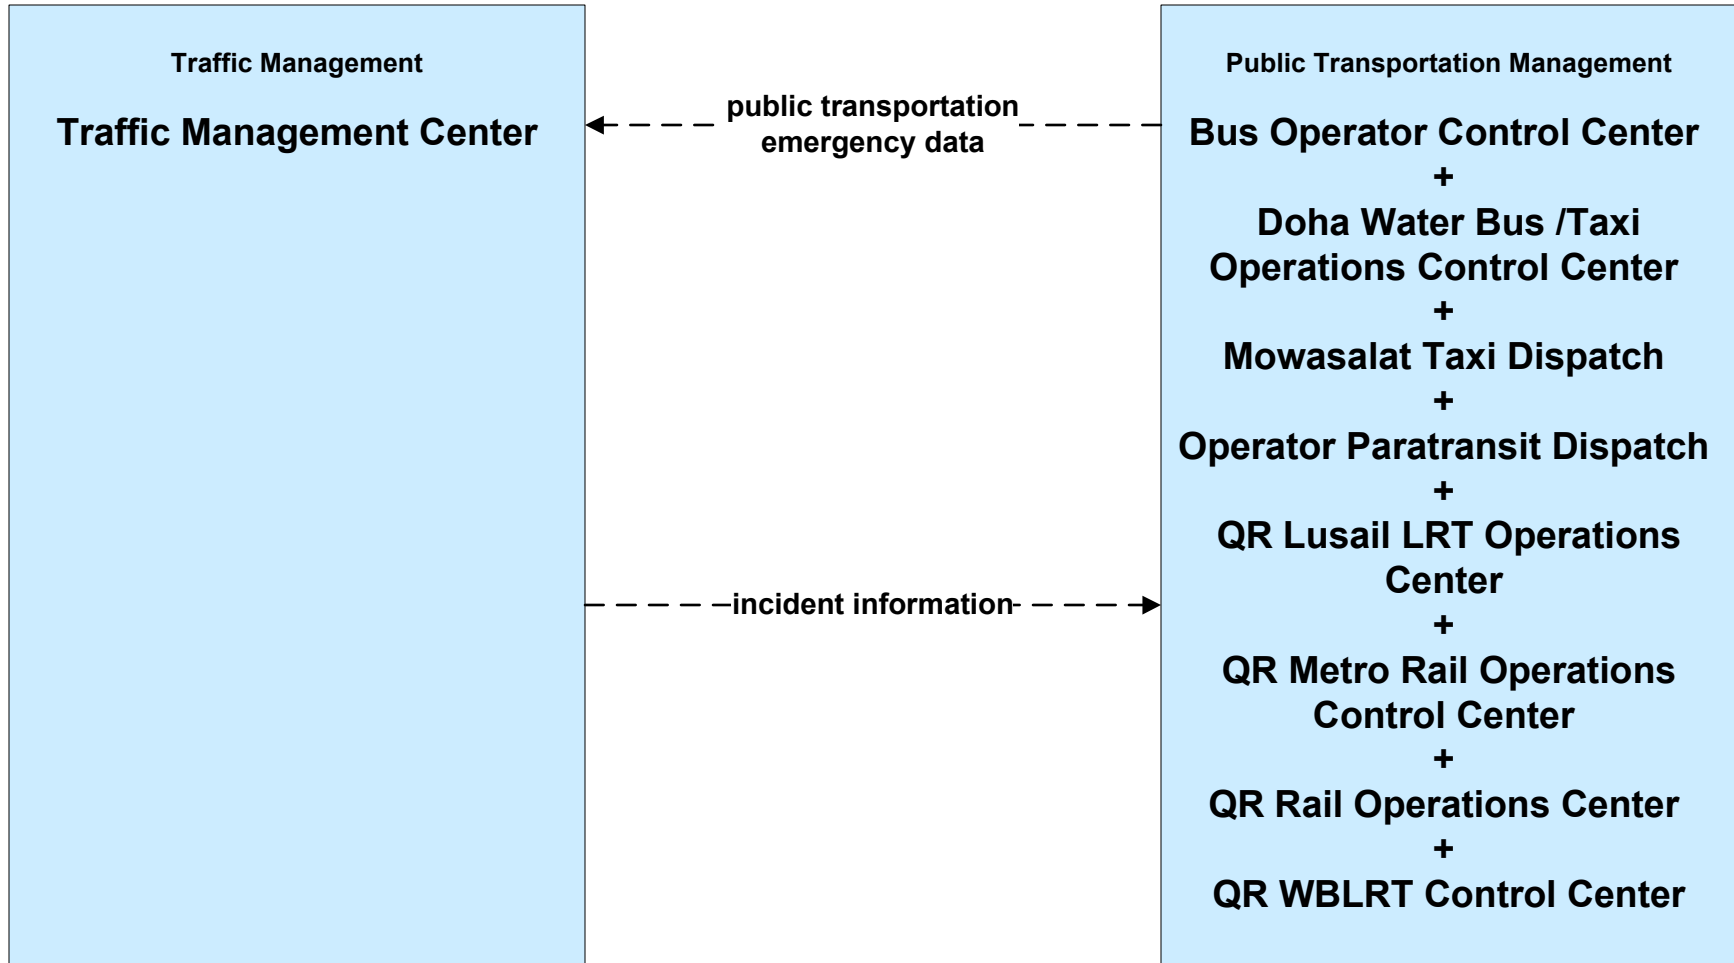 Traffic Management
Traffic Management Center
public transportation
emergency data
incident information
Public Transportation Management
Bus Operator Control Center
+
Doha Water Bus /Taxi
Operations Control Center
+
Mowasalat Taxi Dispatch
+
Operator Paratransit Dispatch
+
QR Lusail LRT Operations
Center
+
QR Metro Rail Operations
Control Center
+
QR Rail Operations Center
+
QR WBLRT Control Center